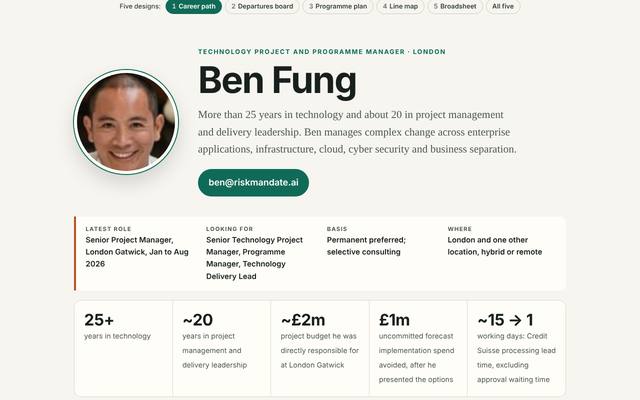 Five designs: 1 Career path 2 Departures board 3 Programme plan 4 Line map 5 Broadsheet All five
TECHNOLOGY PROJECT AND PROGRAMME MANAGER · LONDON
Ben Fung
More than 25 years in technology and about 20 in project management
and delivery leadership. Ben manages complex change across enterprise
applications, infrastructure, cloud, cyber security and business separation.
ben@riskmandate.ai
LATEST ROLE
Senior Project Manager,
London Gatwick, Jan to Aug
2026
LOOKING FOR
Senior Technology Project
Manager, Programme
Manager, Technology
Delivery Lead
BASIS
Permanent preferred;
selective consulting
WHERE
London and one other
location, hybrid or remote
25+
years in technology
~20
years in project
management and
delivery leadership
~£2m
project budget he was
directly responsible for
at London Gatwick
£1m
uncommitted forecast
implementation spend
avoided, after he
presented the options
~15 → 1
working days: Credit
Suisse processing lead
time, excluding
approval waiting time